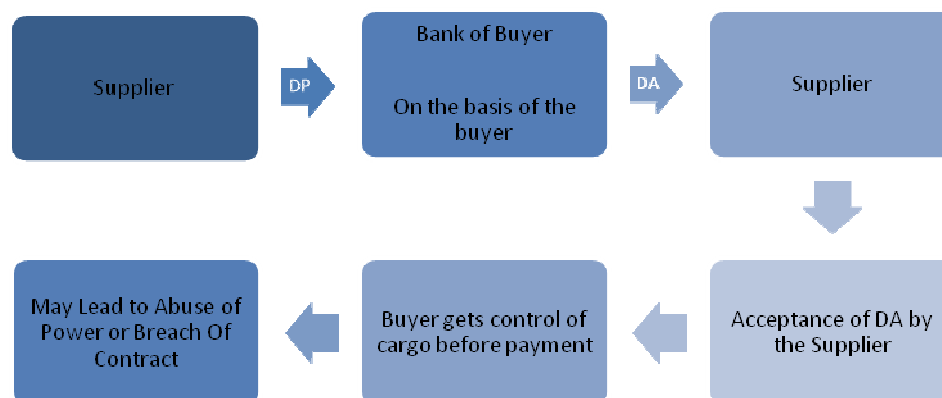 Supplier
DP
Bank of Buyer
On the basis of the
buyer
DA
Supplier
Acceptance of DA by
the Supplier
Buyer gets control of
cargo before payment
May Lead to Abuse of
Power or Breach Of
Contract